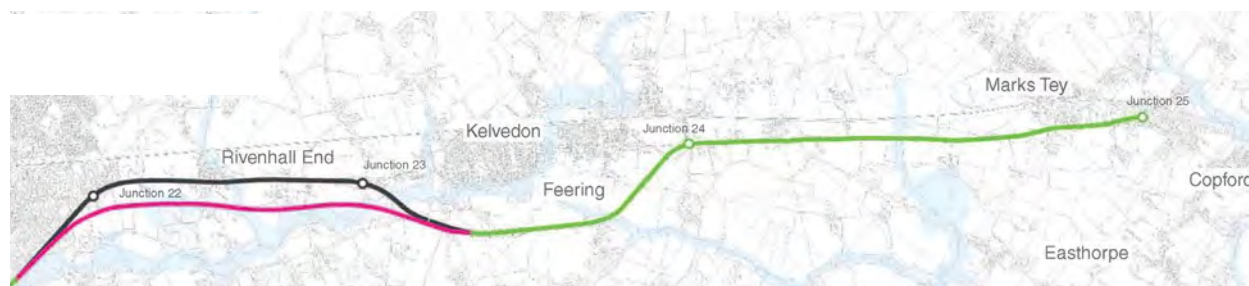 Marks Tey
Junction 25
Kelvedon
Junction 24
Rivenhall End
Junction 23
Copford
Junction 22
Feering
Easthorpe